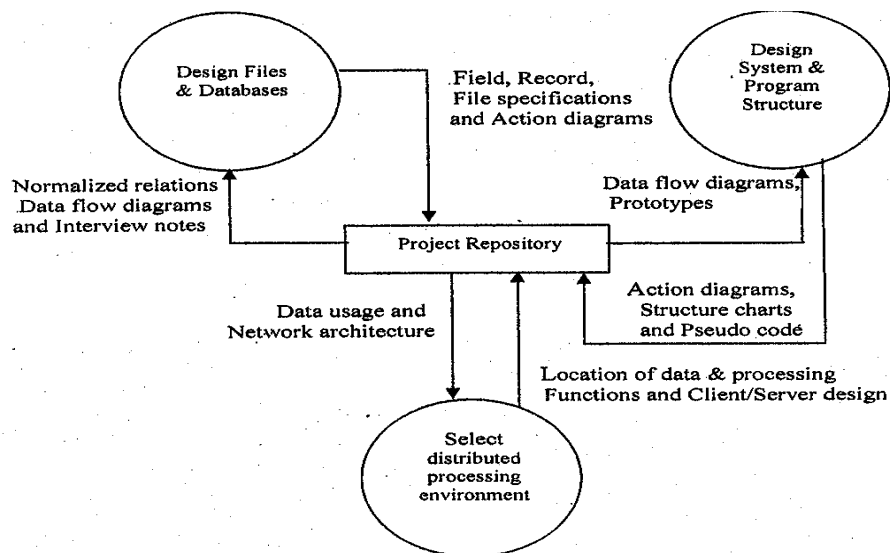 Design Files
& Databases
Field, Record,
File specifications
and Action diagrams
Design
System &
Program
Structure
Normalized relations
Data flow diagrams
and Interview notes
Data flow diagrams,
Prototypes
Project Repository
Data usage and
Network architecture
Action diagrams,
Structure charts
and Pseudo code
Location of data & processing
Functions and Client/Server design
Select
distributed
processing
environment